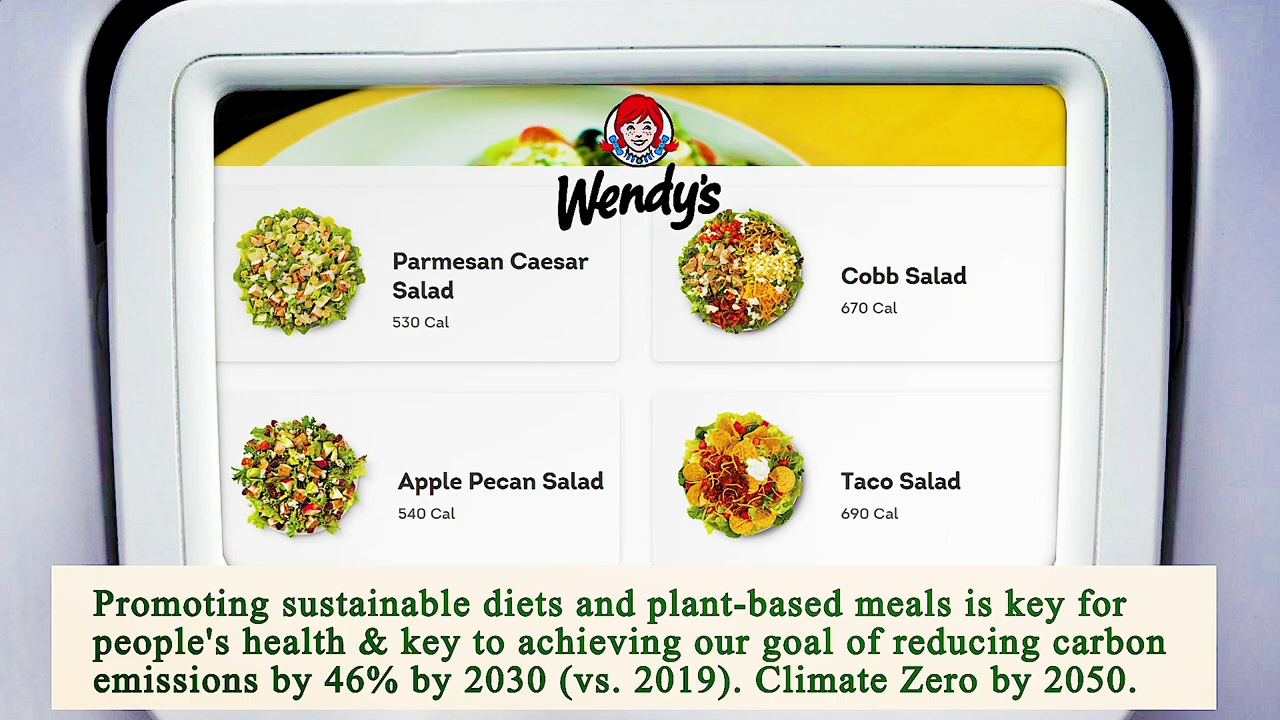 Wendy's
Parmesan Caesar
Salad
530 Cal
Cobb Salad
670 Cal
Apple Pecan Salad
540 Cal
Taco Salad
690 Cal
Promoting sustainable diets and plant-based meals is key for
people's health & key to achieving our goal of reducing carbon
emissions by 46% by 2030 (vs. 2019). Climate Zero by 2050.